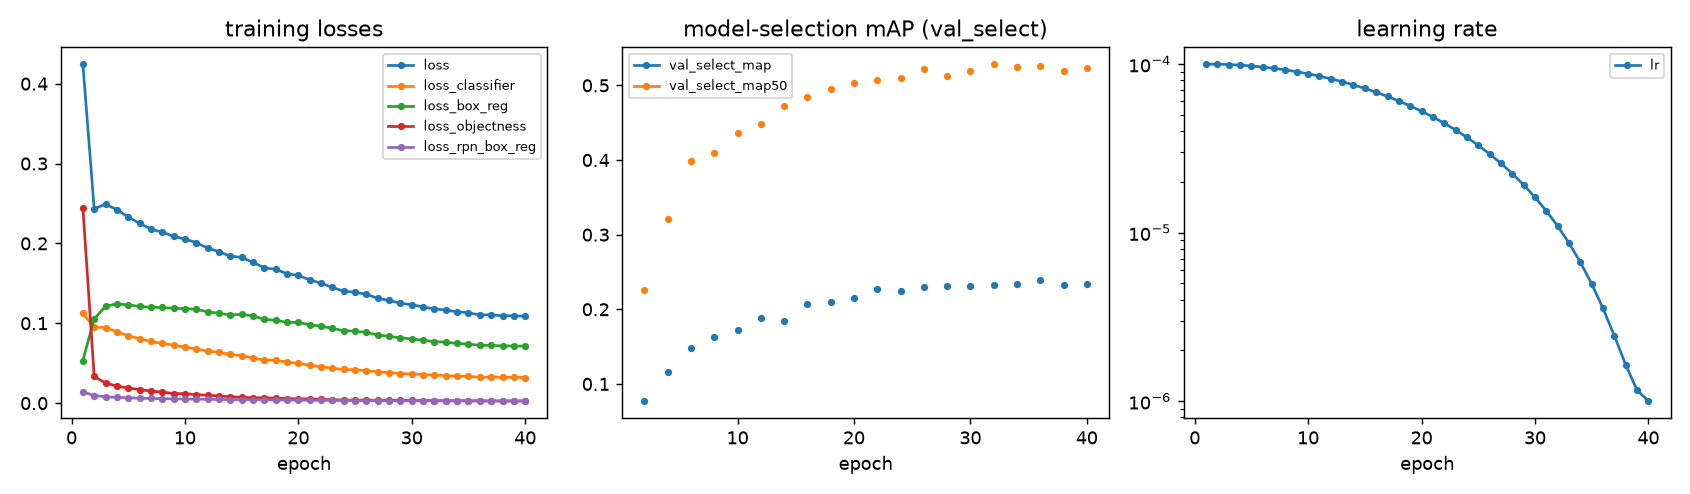 training losses
0.4
0.3
0.2
0.1
0.0
0
10
20
30
40
epoch
loss
loss_classifier
loss_box_reg
loss_objectness
loss_rpn_box_reg
model-selection mAP (val_select)
0.5
0.4
0.3
0.2
0.1
10
20
30
40
epoch
val_select_map
val_select_map50
learning rate
10⁻⁴
10⁻⁵
10⁻⁶
0
10
20
30
40
epoch
lr